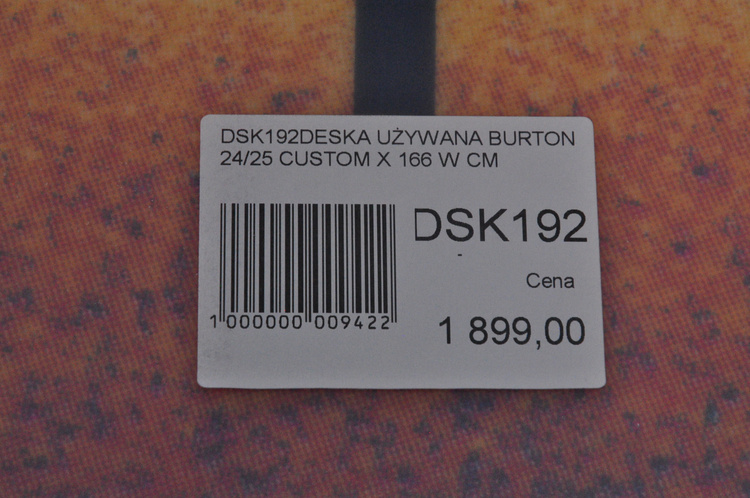 DSK192DESKA UŻYWANA BURTON
24/25 CUSTOM X 166 W CM
DSK192
-
Cena
1 000000 009422
1 899,00